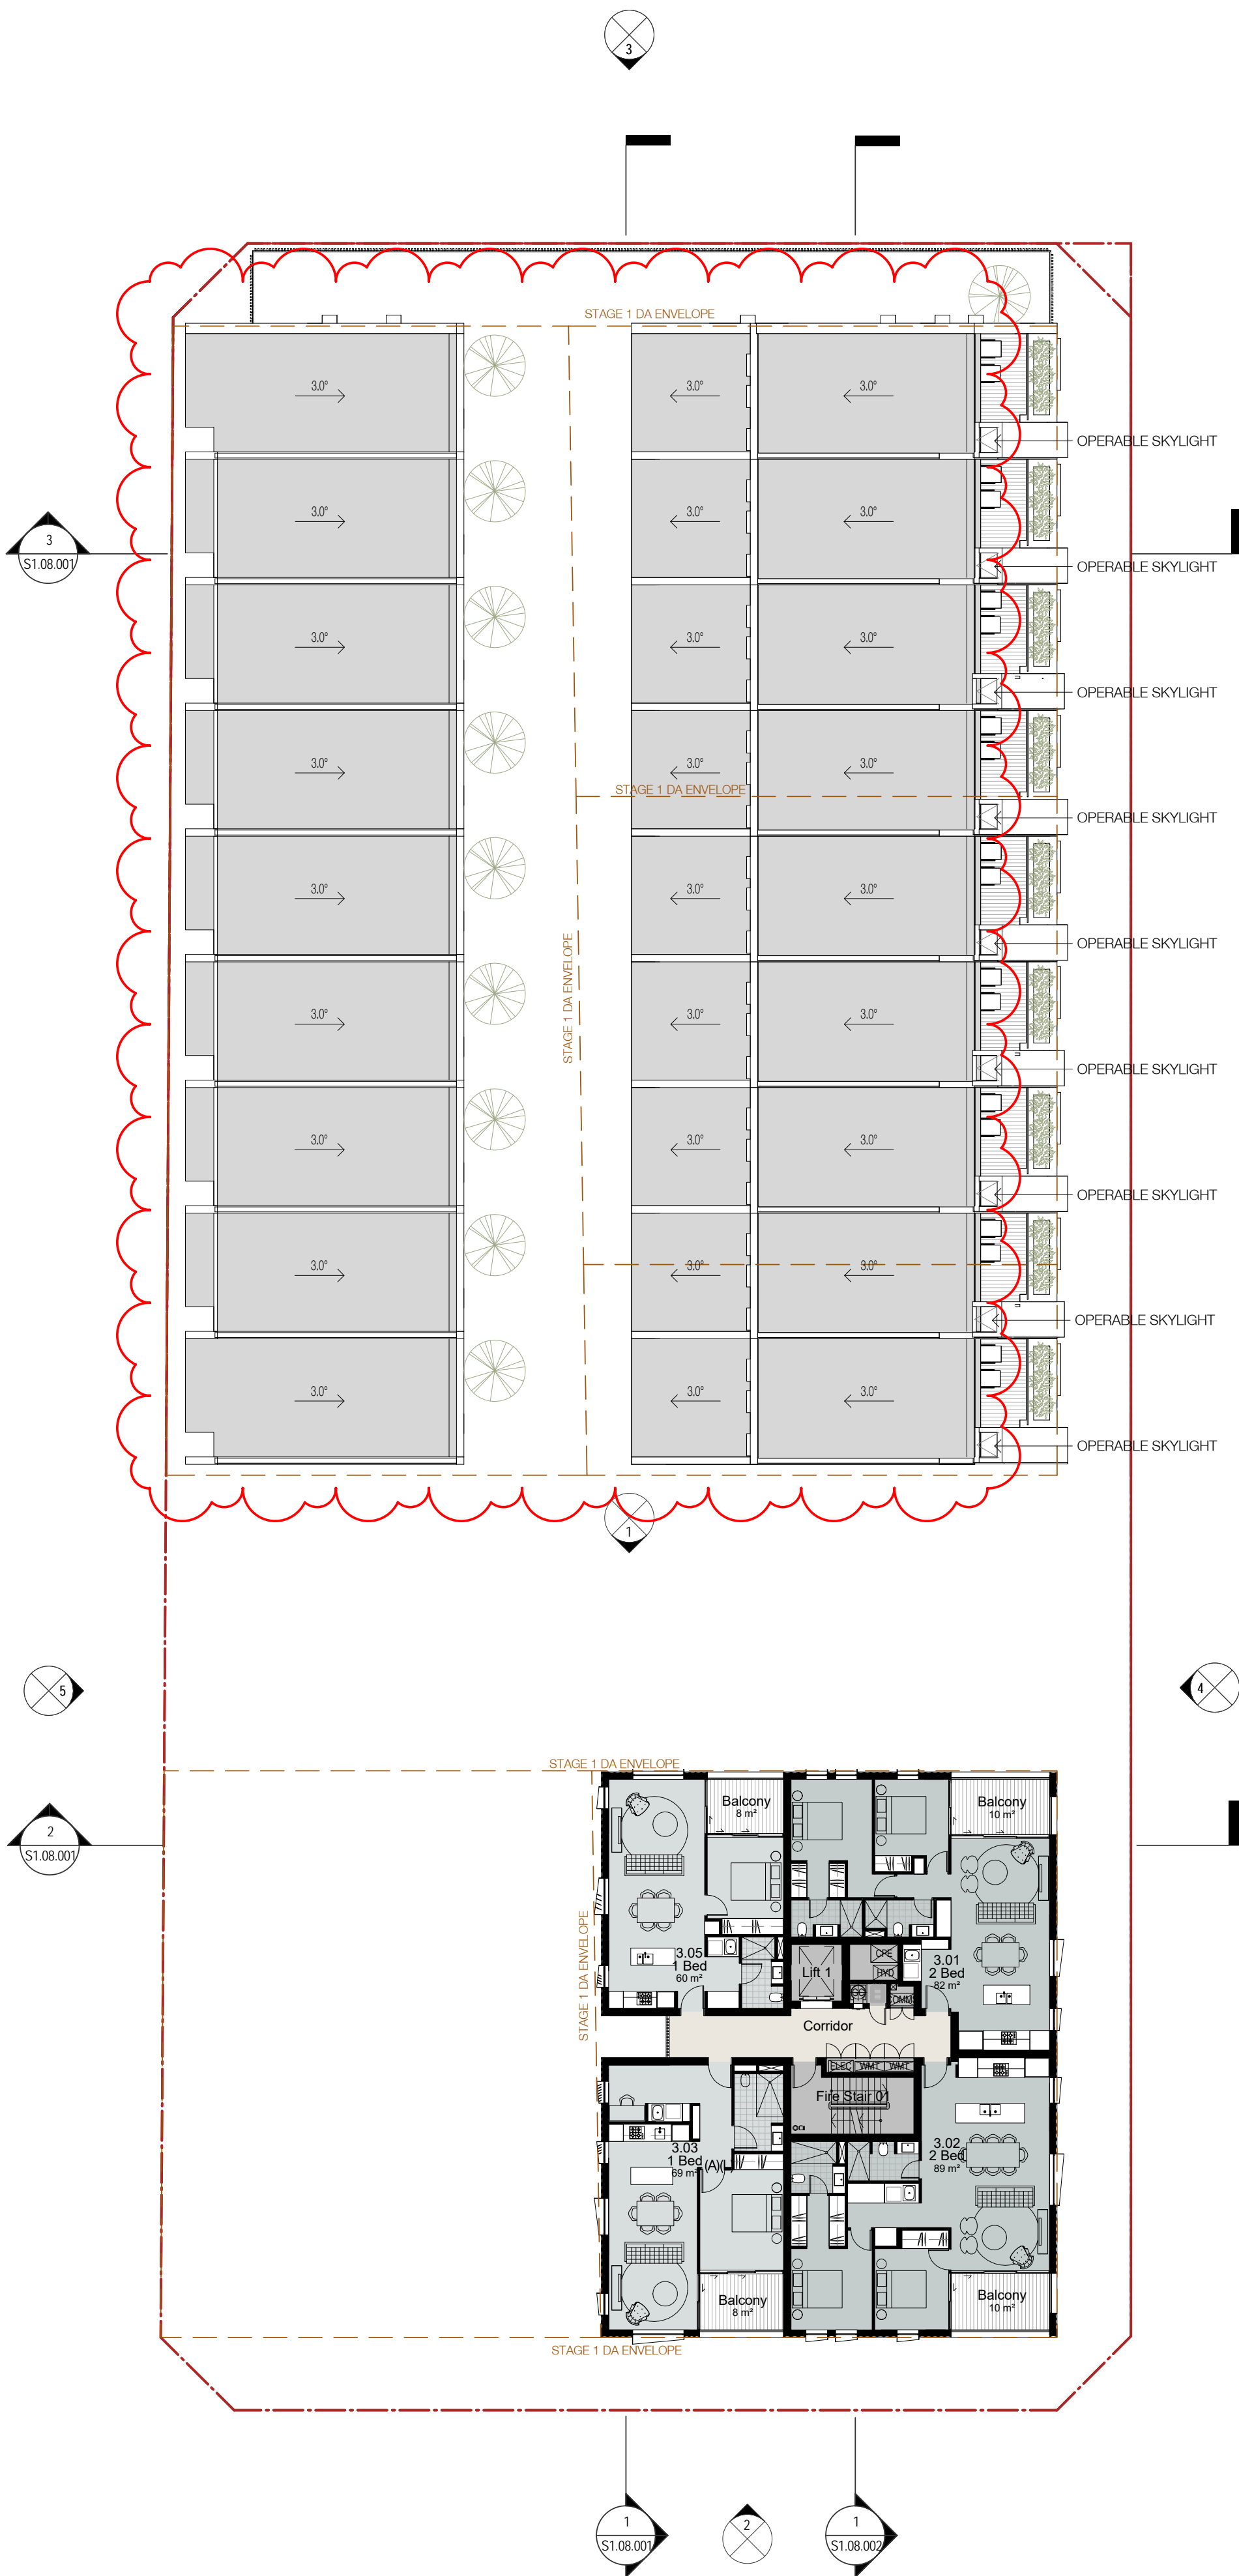 3
STAGE 1 DA ENVELOPE
3.0°
3.0°
3.0°
OPERABLE SKYLIGHT
3.0°
3.0°
3.0°
3
S1.08.001
OPERABLE SKYLIGHT
3.0°
3.0°
3.0°
OPERABLE SKYLIGHT
3.0°
3.0°
3.0°
STAGE 1 DA ENVELOPE
OPERABLE SKYLIGHT
3.0°
3.0°
3.0°
STAGE 1 DA ENVELOPE
OPERABLE SKYLIGHT
3.0°
3.0°
3.0°
OPERABLE SKYLIGHT
3.0°
3.0°
3.0°
OPERABLE SKYLIGHT
3.0°
3.0°
3.0°
OPERABLE SKYLIGHT
3.0°
3.0°
3.0°
OPERABLE SKYLIGHT
1
5
4
STAGE 1 DA ENVELOPE
Balcony
8 m²
Balcony
10 m²
2
S1.08.001
STAGE 1 DA ENVELOPE
3.05
1 Bed
60 m²
Lift 1
CPE
HYD
3.01
2 Bed
82 m²
B
COMM
Corridor
ELEC
WMT
WMT
Fire Stair 01
3.03
1 Bed (A)(L)
69 m²
3.02
2 Bed
89 m²
Balcony
8 m²
Balcony
10 m²
STAGE 1 DA ENVELOPE
1
S1.08.001
2
1
S1.08.002